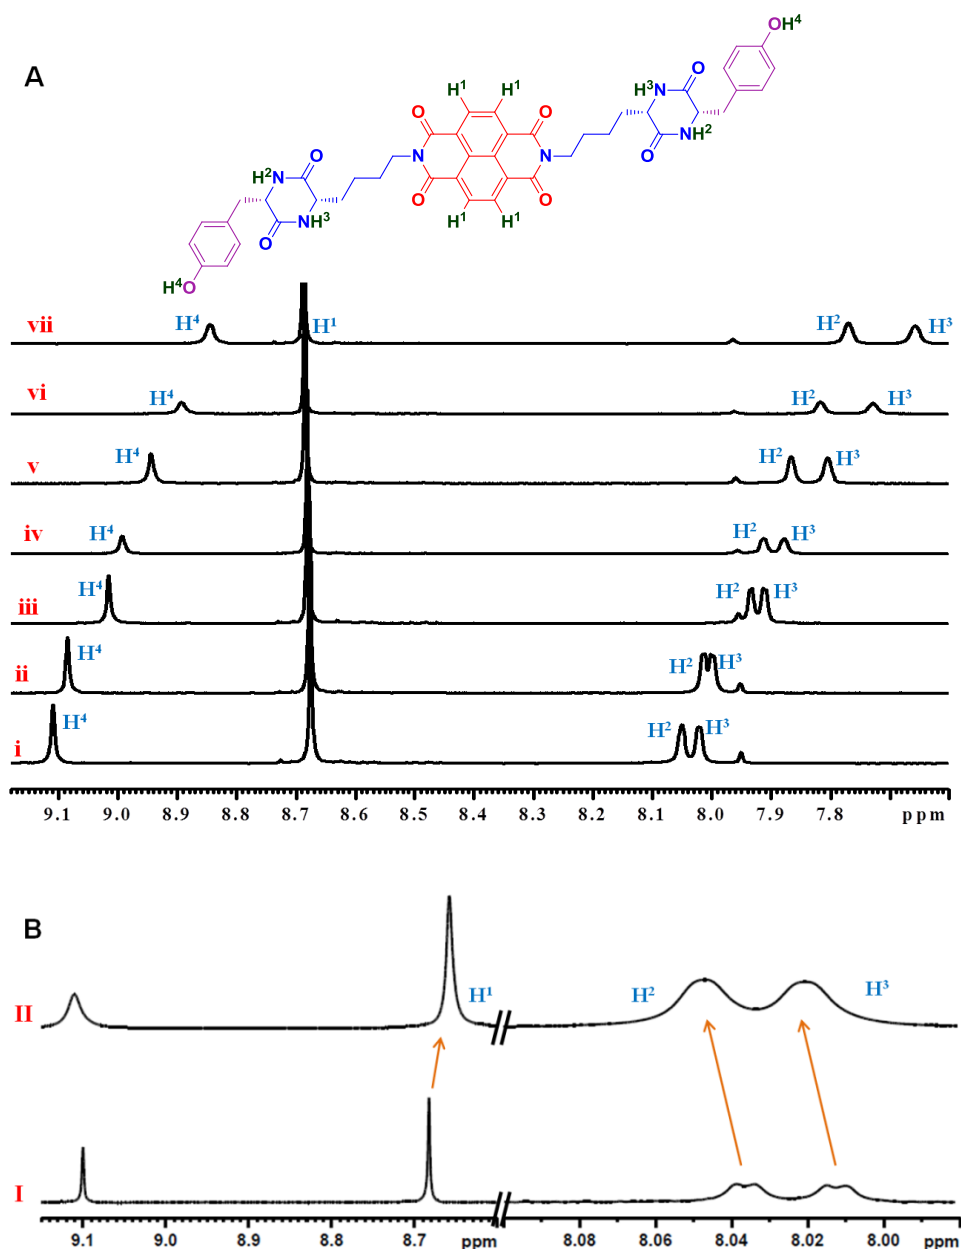 A
OH⁴
H³
NH
O
H¹ H¹
O O
N N
O O
H¹ H¹
O
NH²
H²N
O
O
NH³
H⁴O
vii H⁴ H¹ H² H³
vi H⁴ H² H³
v H⁴ H² H³
iv H⁴ H² H³
iii H⁴ H² H³
ii H⁴ H² H³
i H⁴ H² H³
9.1 9.0 8.9 8.8 8.7 8.6 8.5 8.4 8.3 8.2 8.1 8.0 7.9 7.8 ppm
B
II H¹ H² H³
I
9.1 9.0 8.9 8.8 8.7 ppm 8.08 8.06 8.04 8.02 8.00 ppm